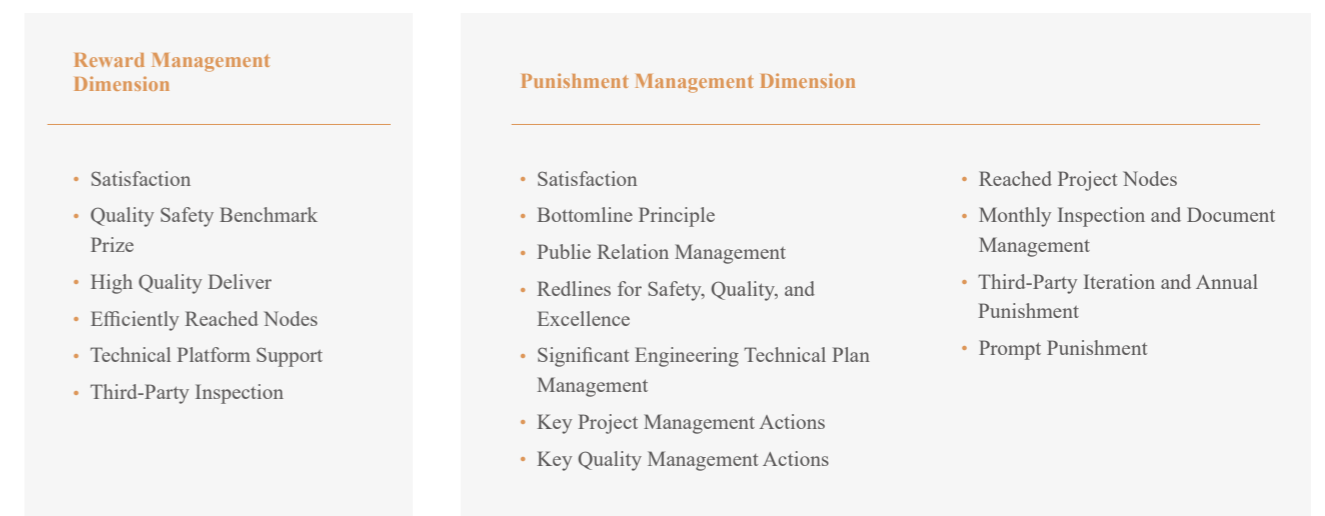 Reward Management
Dimension
• Satisfaction
• Quality Safety Benchmark
Prize
• High Quality Deliver
• Efficiently Reached Nodes
• Technical Platform Support
• Third-Party Inspection
Punishment Management Dimension
• Satisfaction
• Bottomline Principle
• Publie Relation Management
• Redlines for Safety, Quality, and
Excellence
• Significant Engineering Technical Plan
Management
• Key Project Management Actions
• Key Quality Management Actions
• Reached Project Nodes
• Monthly Inspection and Document
Management
• Third-Party Iteration and Annual
Punishment
• Prompt Punishment